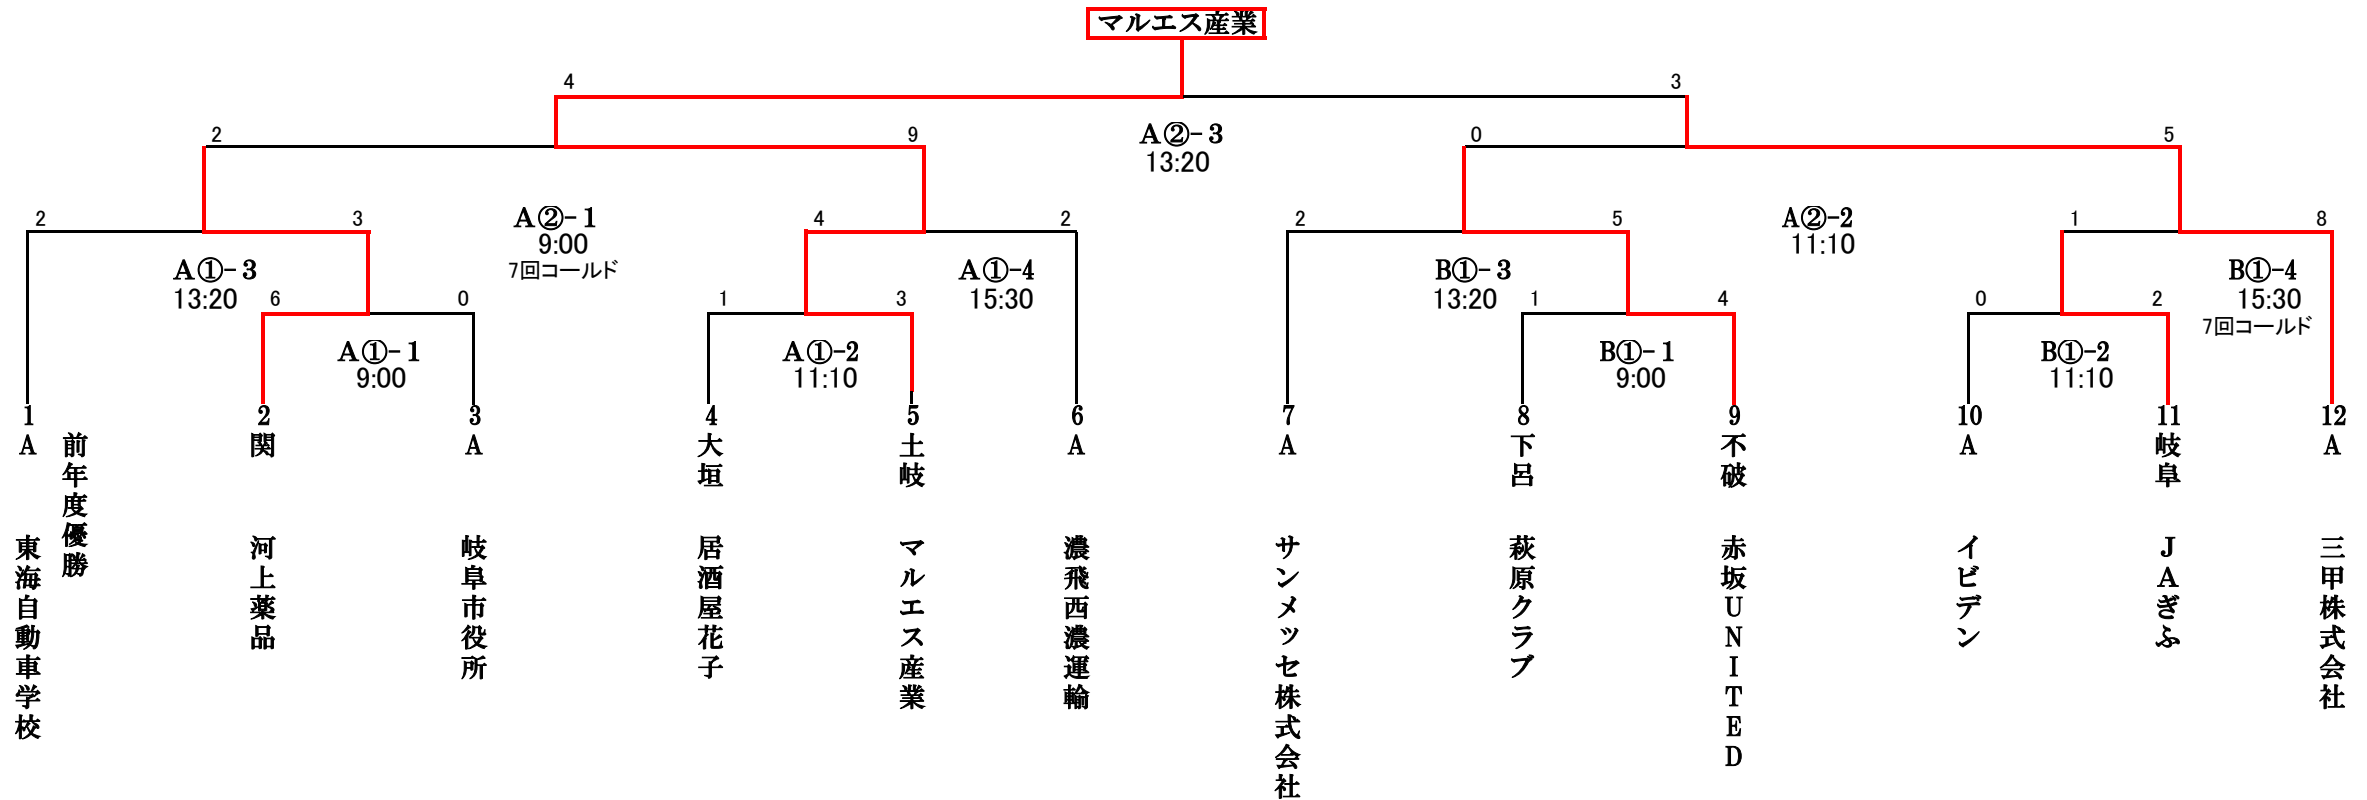 マルエス産業
4
3
A②-3
13:20
2
9
0
5
2
3
A②-1
9:00
7回コールド
4
2
2
5
A②-2
11:10
1
8
A①-3
13:20
6
0
1
3
A①-4
15:30
B①-3
13:20
1
4
0
2
B①-4
15:30
7回コールド
A①-1
9:00
A①-2
11:10
B①-1
9:00
B①-2
11:10
1
A
東海自動車学校
前年度優勝
2
関
河上薬品
3
A
岐阜市役所
4
大垣
居酒屋花子
5
土岐
マルエス産業
6
A
濃飛西濃運輸
7
A
サンメッセ株式会社
8
下呂
萩原クラブ
9
不破
赤坂UNITED
10
A
イビデン
11
岐阜
JAぎふ
12
A
三甲株式会社